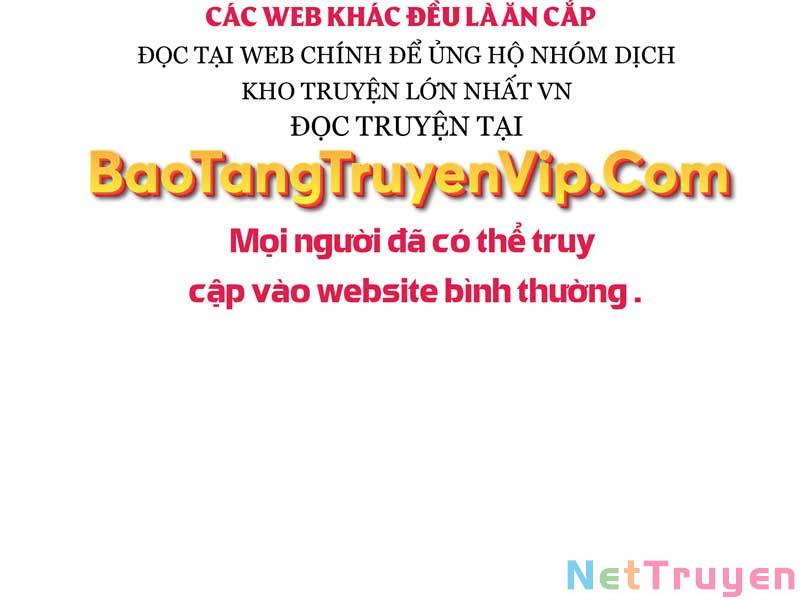 CÁC WEB KHÁC ĐỀU LÀ ĂN CẮP
ĐỌC TẠI WEB CHÍNH ĐỂ ỦNG HỘ NHÓM DỊCH
KHO TRUYỆN LỚN NHẤT VN
ĐỌC TRUYỆN TẠI
BaoTangTruyenVip.Com
Mọi người đã có thể truy
cập vào website bình thường .
NetTruyen